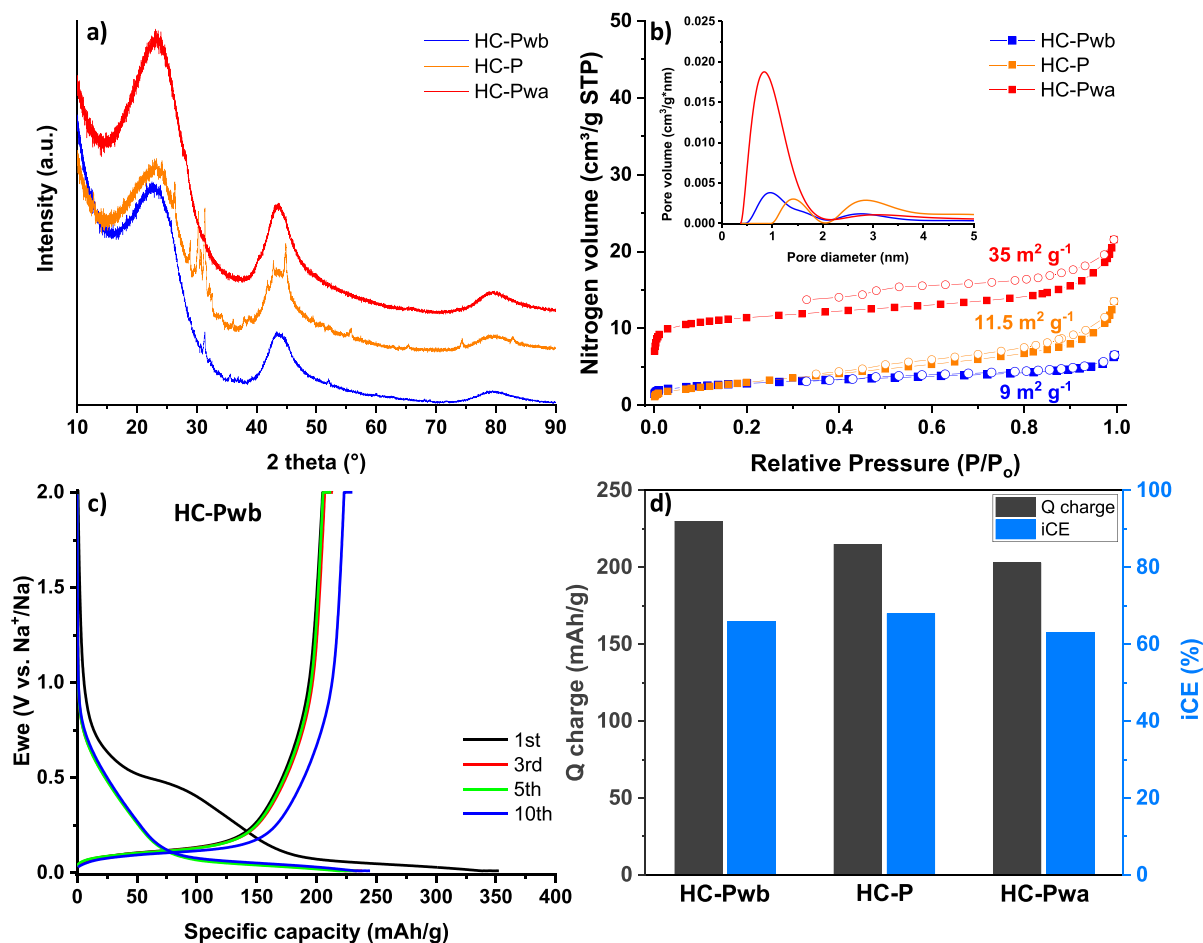 a)
HC-Pwb
HC-P
HC-Pwa
Intensity (a.u.)
10 20 30 40 50 60 70 80 90
2 theta (°)
b)
HC-Pwb
HC-P
HC-Pwa
Nitrogen volume (cm³/g STP)
50
40
30
20
10
0
0.0 0.2 0.4 0.6 0.8 1.0
Relative Pressure (P/Po)
Pore volume (cm³/g*nm)
0.025
0.020
0.015
0.010
0.005
0.000
0 1 2 3 4 5
Pore diameter (nm)
35 m² g⁻¹
11.5 m² g⁻¹
9 m² g⁻¹
c)
HC-Pwb
Ewe (V vs. Na⁺/Na)
2.0
1.5
1.0
0.5
0.0
1st
3rd
5th
10th
0 50 100 150 200 250 300 350 400
Specific capacity (mAh/g)
d)
Q charge
iCE
Q charge (mAh/g)
250
200
150
100
50
0
100
80
60
40
20
0
iCE (%)
HC-Pwb HC-P HC-Pwa